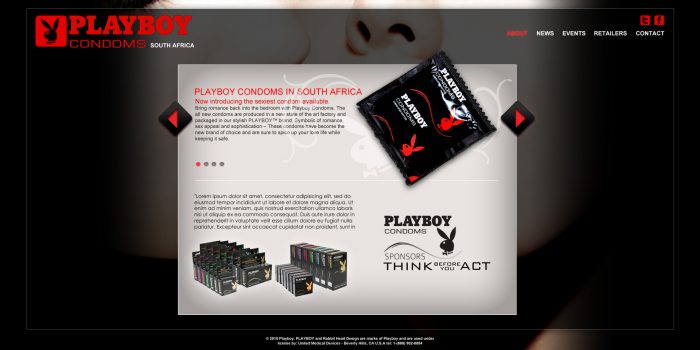 PLAYBOY
CONDOMS SOUTH AFRICA
ABOUT NEWS EVENTS RETAILERS CONTACT
PLAYBOY CONDOMS IN SOUTH AFRICA
Now introducing the sexiest condom available.
Bring romance back into the bedroom with Playboy Condoms. The
all new condoms are produced in a new state of the art factory and
packaged in our stylish PLAYBOY™ brand. Symbols of romance,
sex appeal and sophistication – These condoms have become the
new brand of choice and are sure to spice up your love life while
keeping it safe.
PLAYBOY
CONDOMS
PLAYBOY
"Lorem ipsum dolor sit amet, consectetur adipisicing elit, sed do
eiusmod tempor incididunt ut labore et dolore magna aliqua. Ut
enim ad minim veniam, quis nostrud exercitation ullamco laboris
nisi ut aliquip ex ea commodo consequat. Duis aute irure dolor in
reprehenderit in voluptate velit esse cillum dolore eu fugiat nulla
pariatur. Excepteur sint occaecat cupidatat non proident, sunt in
PLAYBOY
CONDOMS
SPONSORS
THINK BEFORE YOU ACT
© 2010 Playboy. PLAYBOY and Rabbit Head Design are marks of Playboy and are used under
license by: United Medical Devices - Beverly Hills, CA U.S.A tel: